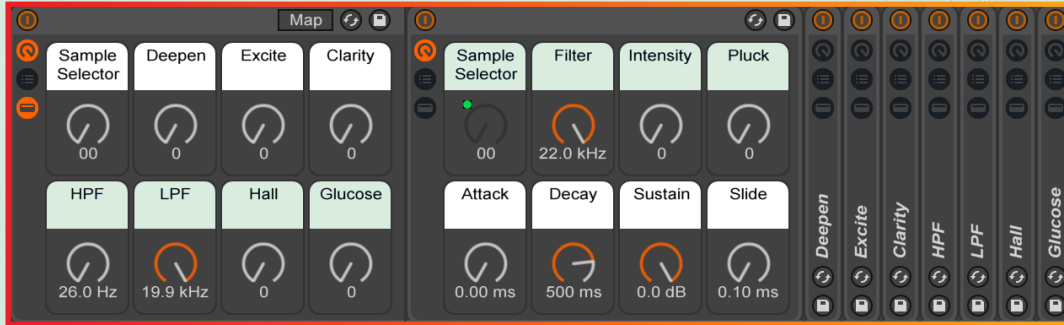 Map
Sample
Selector
Deepen
Excite
Clarity
00
0
0
0
HPF
LPF
Hall
Glucose
26.0 Hz
19.9 kHz
0
0
Sample
Selector
Filter
Intensity
Pluck
00
22.0 kHz
0
0
Attack
Decay
Sustain
Slide
0.00 ms
500 ms
0.0 dB
0.10 ms
Deepen
Excite
Clarity
HPF
LPF
Hall
Glucose